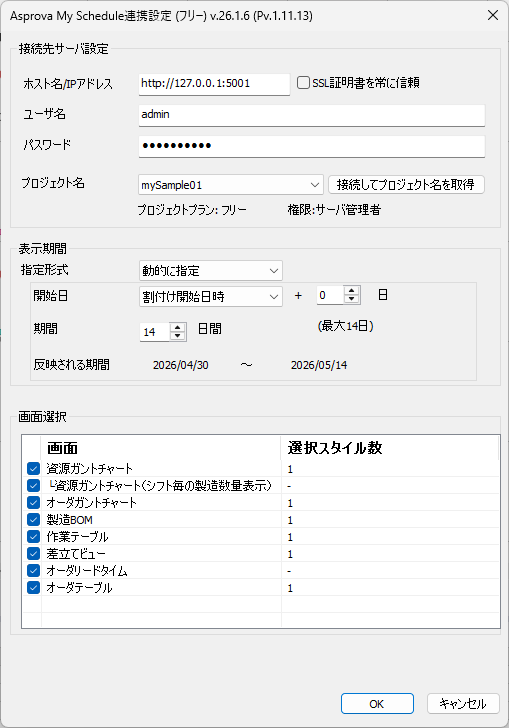 Asprova My Schedule連携設定 (フリー) v.26.1.6 (Pv.1.11.13)
接続先サーバ設定
ホスト名/IPアドレス http://127.0.0.1:5001 SSL証明書を常に信頼
ユーザ名 admin
パスワード ●●●●●●●●●●
プロジェクト名 mySample01 接続してプロジェクト名を取得
プロジェクトプラン: フリー 権限:サーバ管理者
表示期間
指定形式 動的に指定
開始日 割付け開始日時 + 0 日
期間 14 日間 (最大14日)
反映される期間 2026/04/30 ～ 2026/05/14
画面選択
画面 選択スタイル数
資源ガントチャート 1
└資源ガントチャート(シフト毎の製造数量表示) -
オーダガントチャート 1
製造BOM 1
作業テーブル 1
差立てビュー 1
オーダリードタイム -
オーダテーブル 1
OK キャンセル